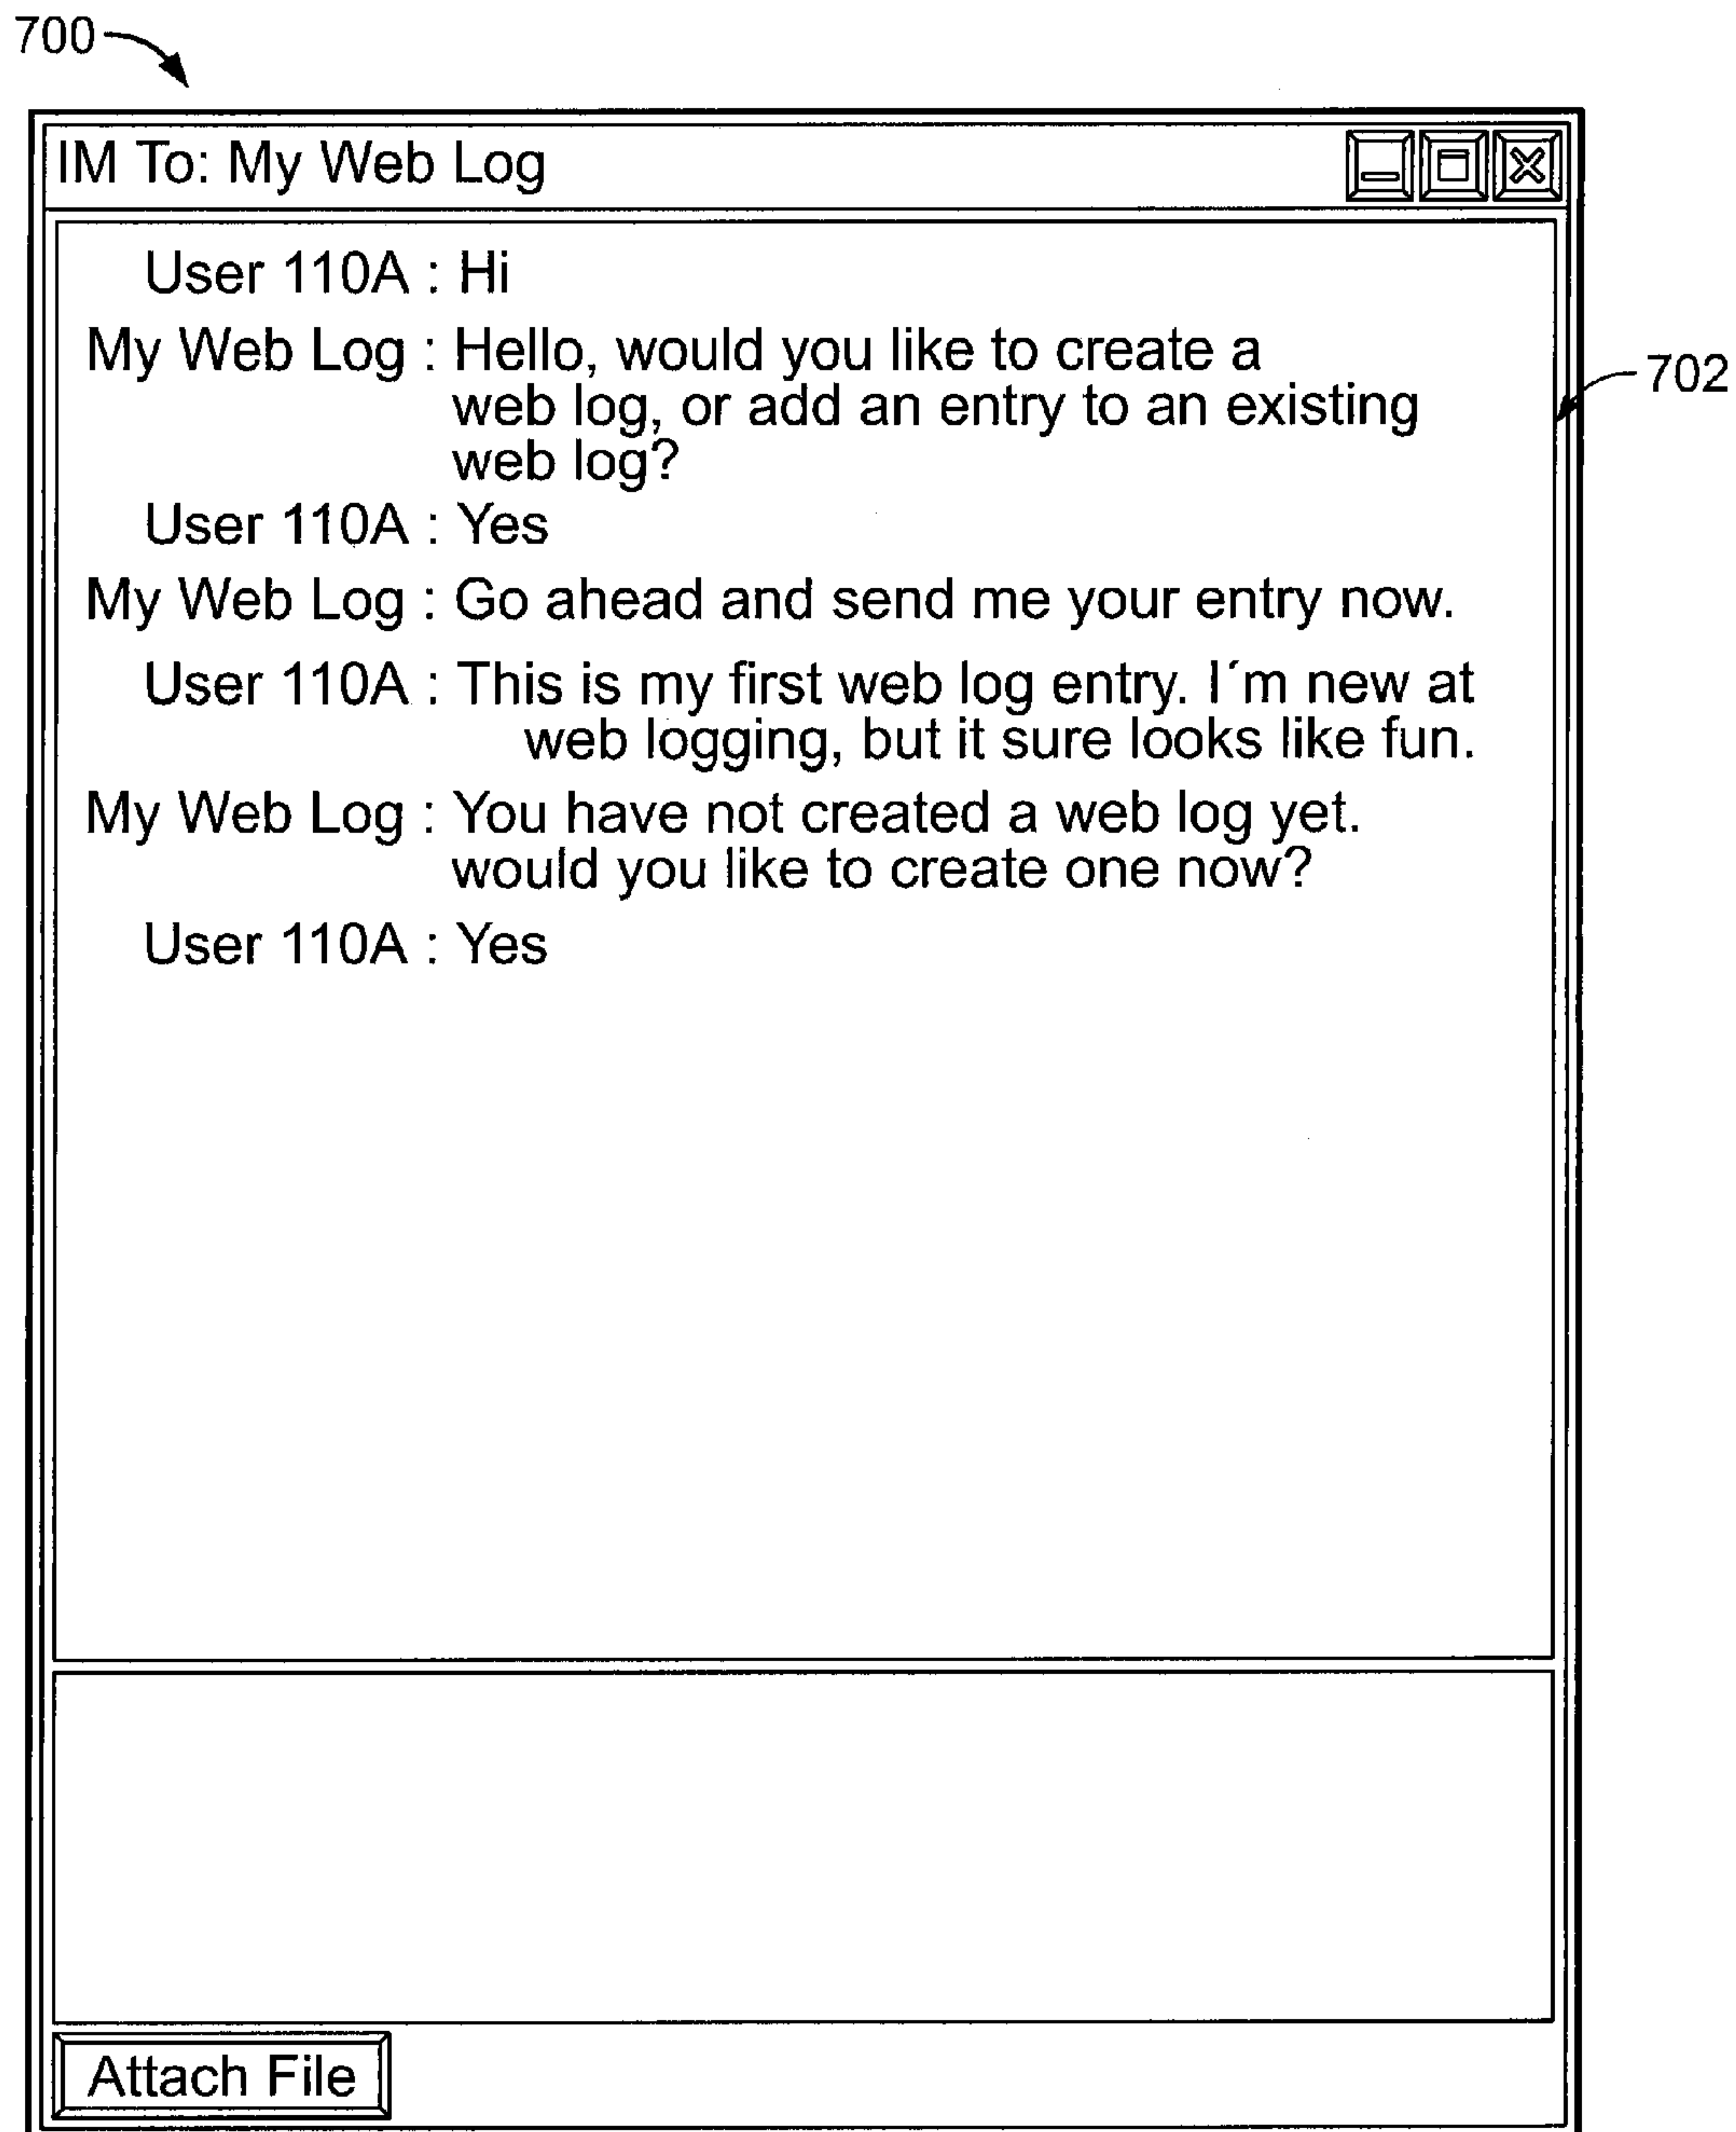 700
IM To: My Web Log
User 110A : Hi
My Web Log : Hello, would you like to create a
web log, or add an entry to an existing
web log?
702
User 110A : Yes
My Web Log : Go ahead and send me your entry now.
User 110A : This is my first web log entry. I´m new at
web logging, but it sure looks like fun.
My Web Log : You have not created a web log yet.
would you like to create one now?
User 110A : Yes
Attach File